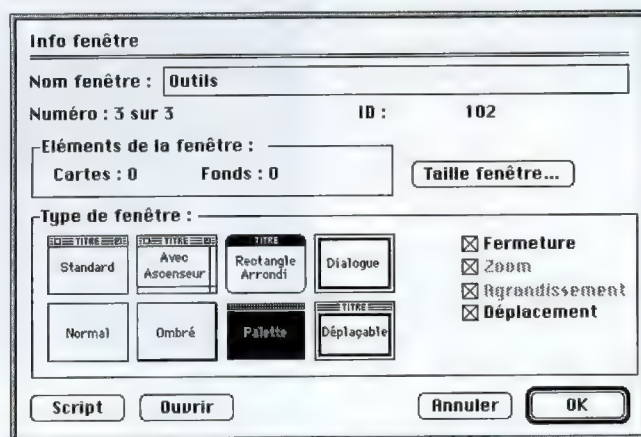 Info fenêtre
Nom fenêtre : Outils
Numéro : 3 sur 3 ID : 102
Eléments de la fenêtre :
Cartes : 0 Fonds : 0
Taille fenêtre...
Type de fenêtre :
TITRE TITRE TITRE
Standard
Avec
Ascenseur
Rectangle
Arrondi
Dialogue
Fermeture
Zoom
Agrandissement
Déplacement
TITRE
Normal Ombré Palette Déplaçable
Script Ouvrir Annuler OK